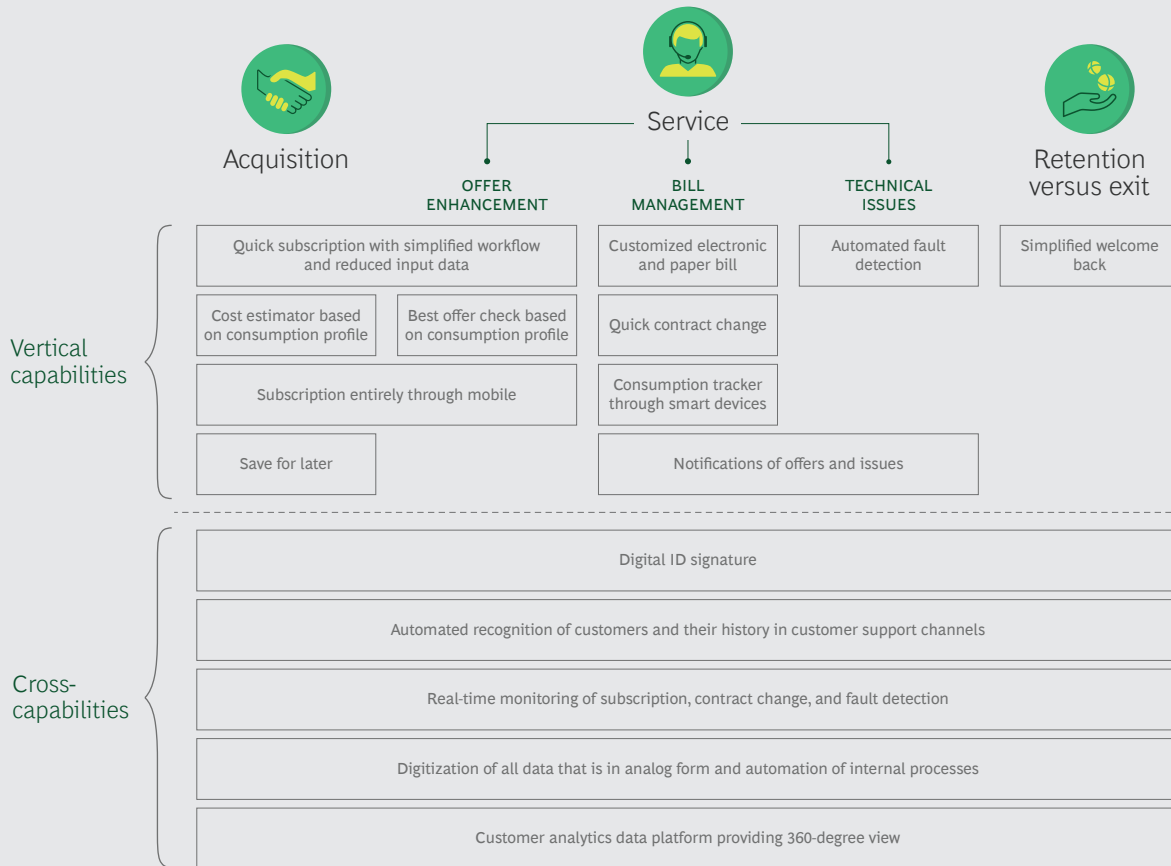 Acquisition
Service
Retention
versus exit
OFFER
ENHANCEMENT
BILL
MANAGEMENT
TECHNICAL
ISSUES
Vertical
capabilities
Quick subscription with simplified workflow
and reduced input data
Customized electronic
and paper bill
Automated fault
detection
Simplified welcome
back
Cost estimator based
on consumption profile
Best offer check based
on consumption profile
Quick contract change
Subscription entirely through mobile
Consumption tracker
through smart devices
Save for later
Notifications of offers and issues
Cross-
capabilities
Digital ID signature
Automated recognition of customers and their history in customer support channels
Real-time monitoring of subscription, contract change, and fault detection
Digitization of all data that is in analog form and automation of internal processes
Customer analytics data platform providing 360-degree view